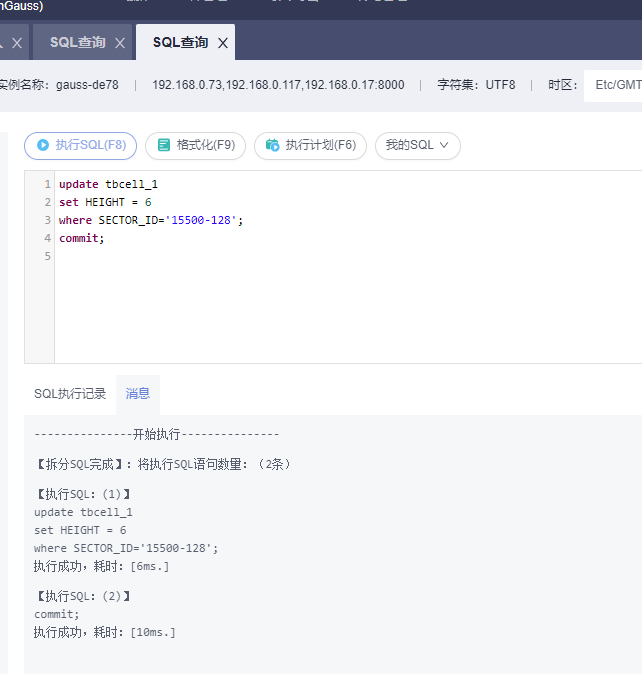 nGauss)
SQL查询
SQL查询
实例名称: gauss-de78 | 192.168.0.73,192.168.0.117,192.168.0.17:8000 | 字符集: UTF8 | 时区: Etc/GMT
执行SQL(F8) 格式化(F9) 执行计划(F6) 我的SQL
1 update tbcell_1
2 set HEIGHT = 6
3 where SECTOR_ID='15500-128';
4 commit;
5
SQL执行记录 消息
---------------开始执行---------------
【拆分SQL完成】: 将执行SQL语句数量: (2条)
【执行SQL: (1)】
update tbcell_1
set HEIGHT = 6
where SECTOR_ID='15500-128';
执行成功, 耗时: [6ms.]
【执行SQL: (2)】
commit;
执行成功, 耗时: [10ms.]